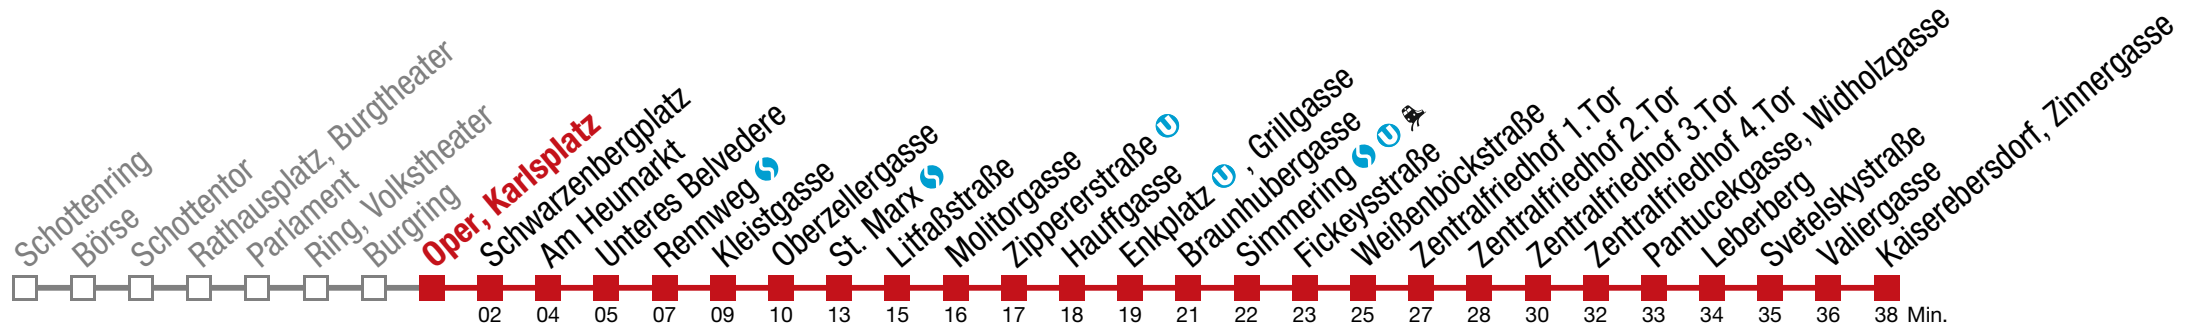 Schottenring
Börse
Schottentor
Rathausplatz, Burgtheater
Parlament
Ring, Volkstheater
Burgring
Oper, Karlsplatz
Schwarzenbergplatz
Am Heumarkt
Unteres Belvedere
Rennweg
Kleistgasse
Oberzellergasse
St. Marx
Litfaßstraße
Molitorgasse
Zippererstraße U
Hauffgasse
Enkplatz U , Grillgasse
Braunhubergasse
Simmering U
Fickeysstraße
Weißenböckstraße
Zentralfriedhof 1.Tor
Zentralfriedhof 2.Tor
Zentralfriedhof 3.Tor
Zentralfriedhof 4.Tor
Pantucekgasse, Widholzgasse
Leberberg
Svetelskystraße
Valiergasse
Kaiserebersdorf, Zinnergasse
02 04 05 07 09 10 13 15 16 17 18 19 21 22 23 25 27 28 30 32 33 34 35 36 38 Min.